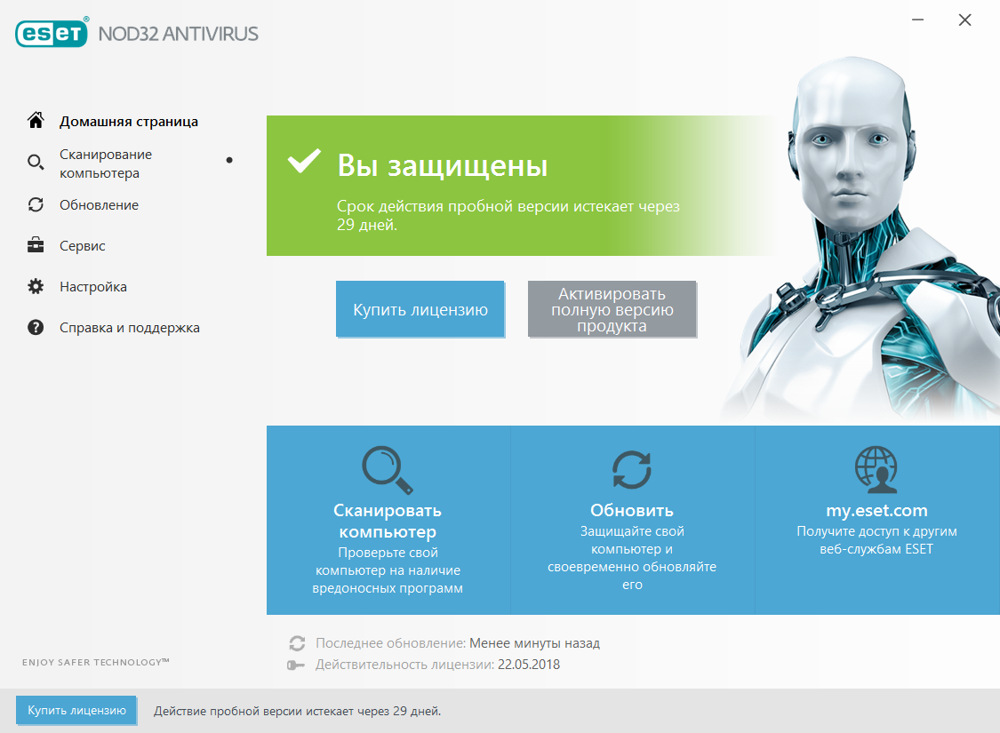 eset® NOD32 ANTIVIRUS
Домашняя страница
Сканирование
компьютера
Обновление
Сервис
Настройка
Справка и поддержка
Вы защищены
Срок действия пробной версии истекает через
29 дней.
Купить лицензию
Активировать
полную версию
продукта
Сканировать
компьютер
Проверьте свой
компьютер на наличие
вредоносных программ
Обновить
Защищайте свой
компьютер и
своевременно обновляйте
его
my.eset.com
Получите доступ к другим
веб-службам ESET
Последнее обновление: Менее минуты назад
Действительность лицензии: 22.05.2018
ENJOY SAFER TECHNOLOGY™
Купить лицензию
Действие пробной версии истекает через 29 дней.